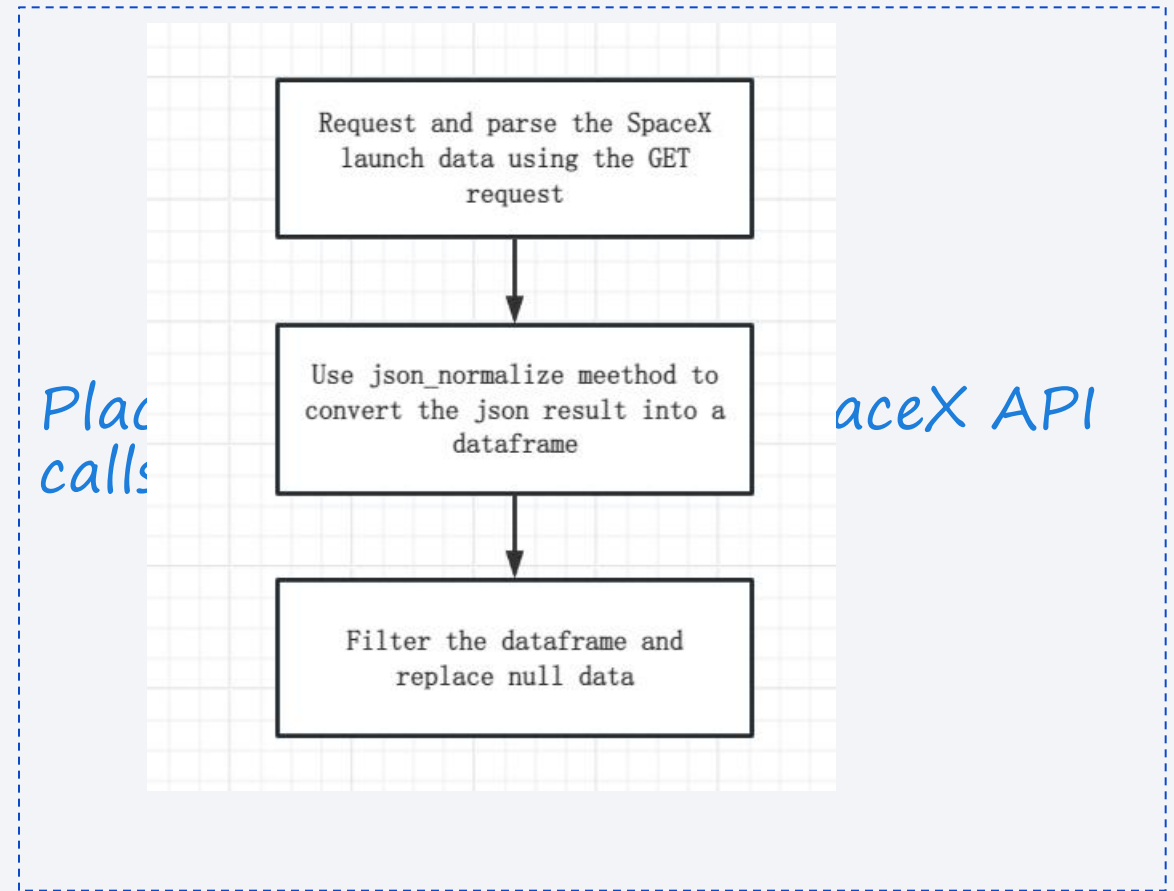 Request and parse the SpaceX
launch data using the GET
request
Use json_normalize meethod to
convert the json result into a
dataframe
Plac aceX API
calls
Filter the dataframe and
replace null data